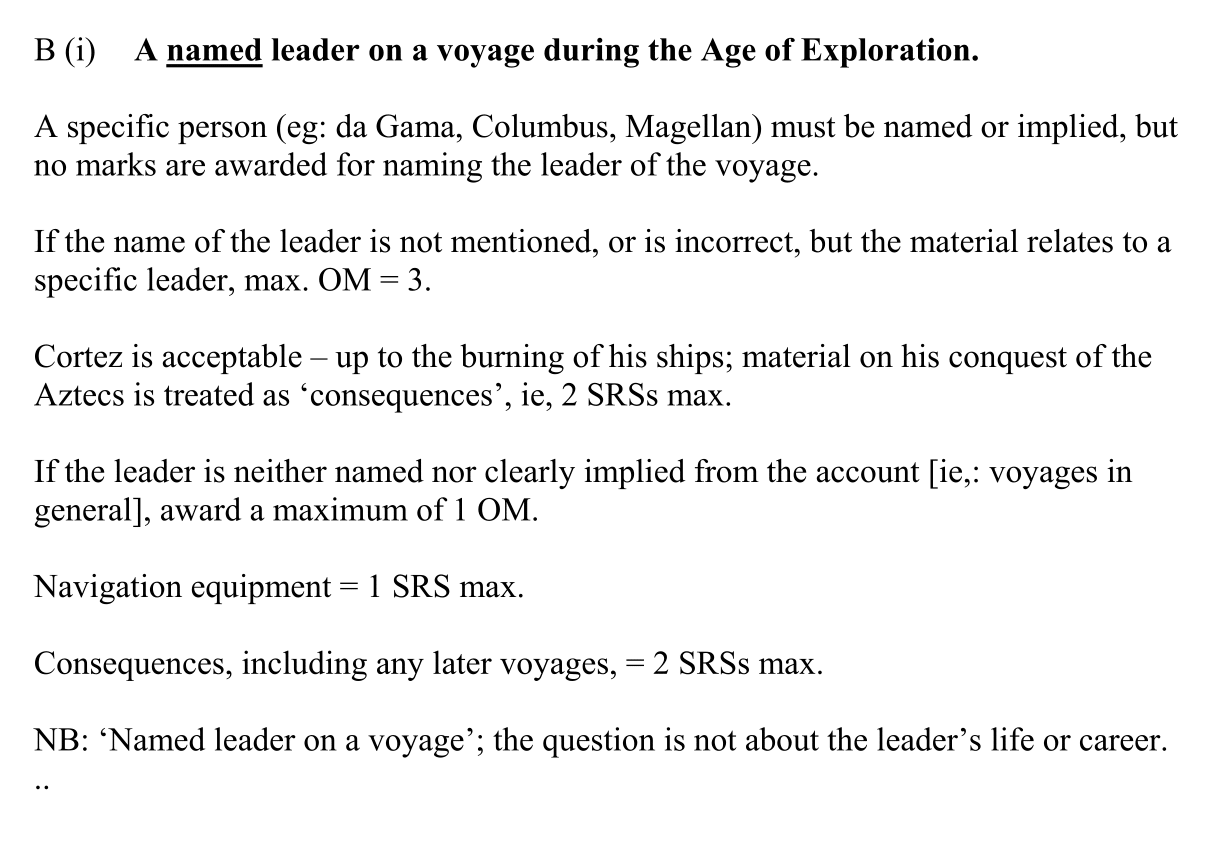 B (i) A named leader on a voyage during the Age of Exploration.
A specific person (eg: da Gama, Columbus, Magellan) must be named or implied, but
no marks are awarded for naming the leader of the voyage.
If the name of the leader is not mentioned, or is incorrect, but the material relates to a
specific leader, max. OM = 3.
Cortez is acceptable – up to the burning of his ships; material on his conquest of the
Aztecs is treated as ‘consequences’, ie, 2 SRSs max.
If the leader is neither named nor clearly implied from the account [ie,: voyages in
general], award a maximum of 1 OM.
Navigation equipment = 1 SRS max.
Consequences, including any later voyages, = 2 SRSs max.
NB: ‘Named leader on a voyage’; the question is not about the leader’s life or career.
..